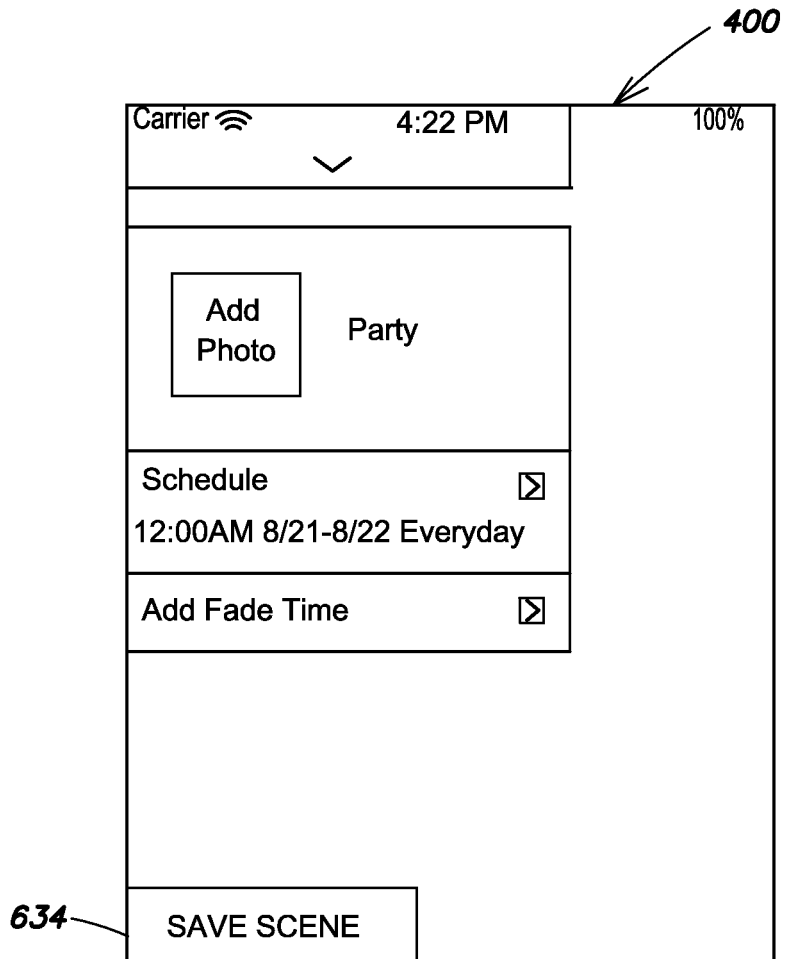 400
Carrier 4:22 PM 100%
Add
Photo
Party
Schedule
12:00AM 8/21-8/22 Everyday
Add Fade Time
634
SAVE SCENE